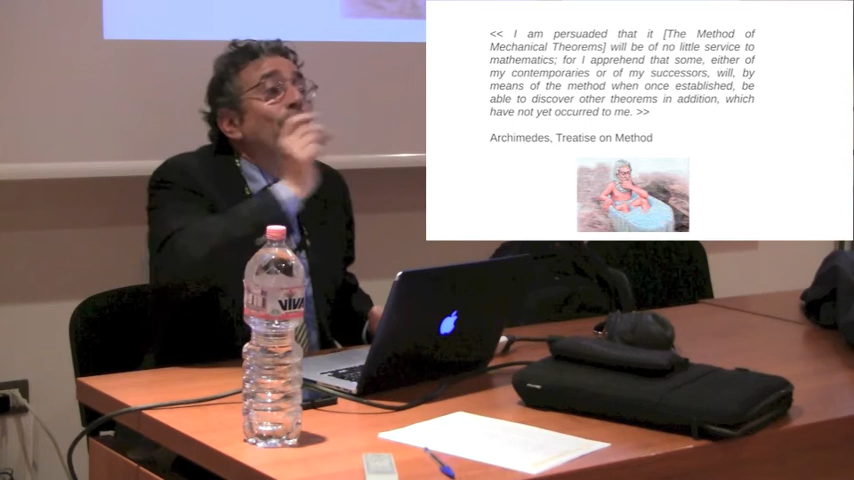 << I am persuaded that it [The Method of
Mechanical Theorems] will be of no little service to
mathematics; for I apprehend that some, either of
my contemporaries or of my successors, will, by
means of the method when once established, be
able to discover other theorems in addition, which
have not yet occurred to me. >>
Archimedes, Treatise on Method
VIVA